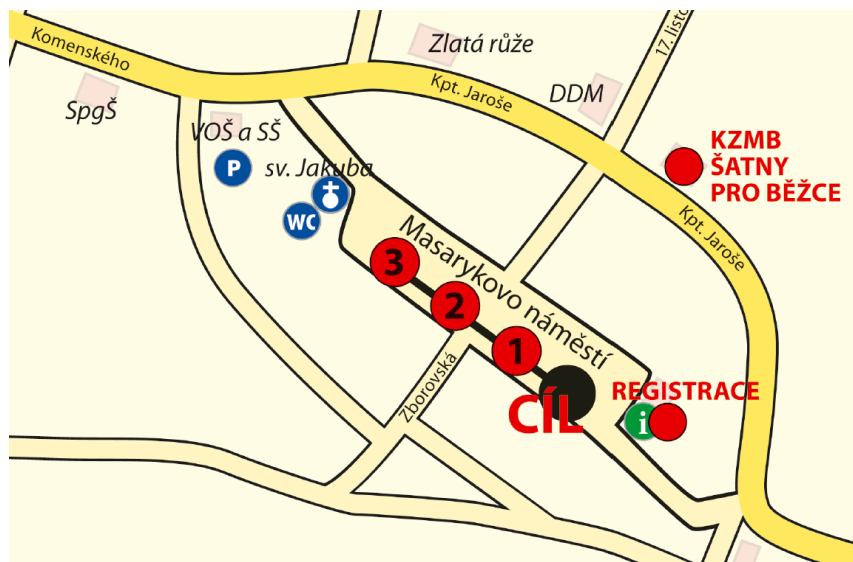 Komenského
Zlatá růže
17. listo
Kpt. Jaroše
SpgŠ
DDM
VOŠ a SŠ
KZMB
ŠATNY
PRO BĚŽCE
P
sv. Jakuba
WC
Kpt. Jaroše
Masarykovo náměstí
3
2
1
Zborovská
REGISTRACE
CÍL
i